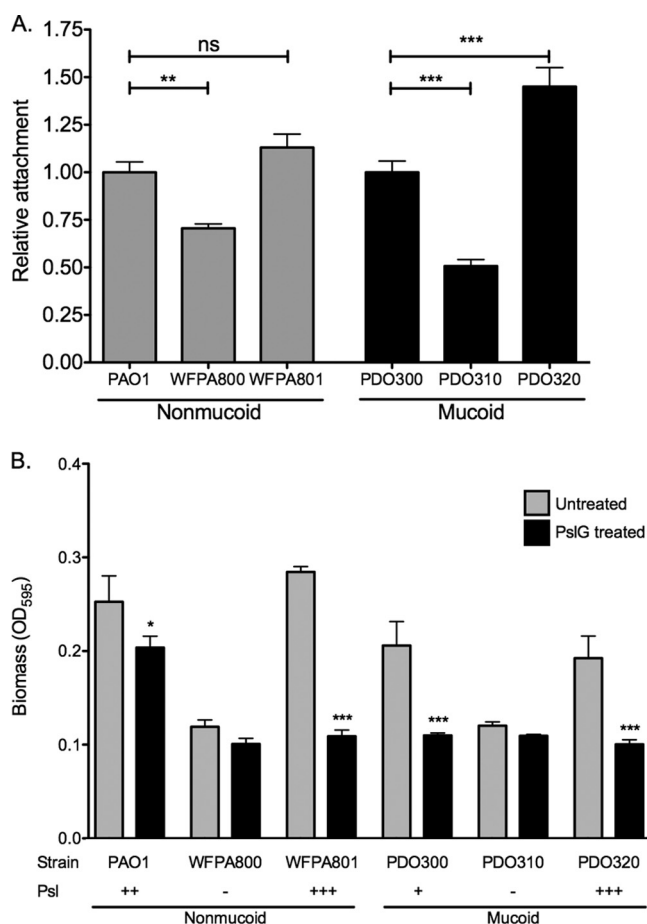 A.
ns
**
***
***
1.75
1.50
1.25
1.00
0.75
0.50
0.25
0.00
Relative attachment
PAO1 WFPA800 WFPA801 PDO300 PDO310 PDO320
Nonmucoid Mucoid
B.
0.4
0.3
0.2
0.1
0.0
Biomass (OD595)
Untreated
PslG treated
*
***
***
***
Strain PAO1 WFPA800 WFPA801 PDO300 PDO310 PDO320
Psl ++ - +++ + - +++
Nonmucoid Mucoid